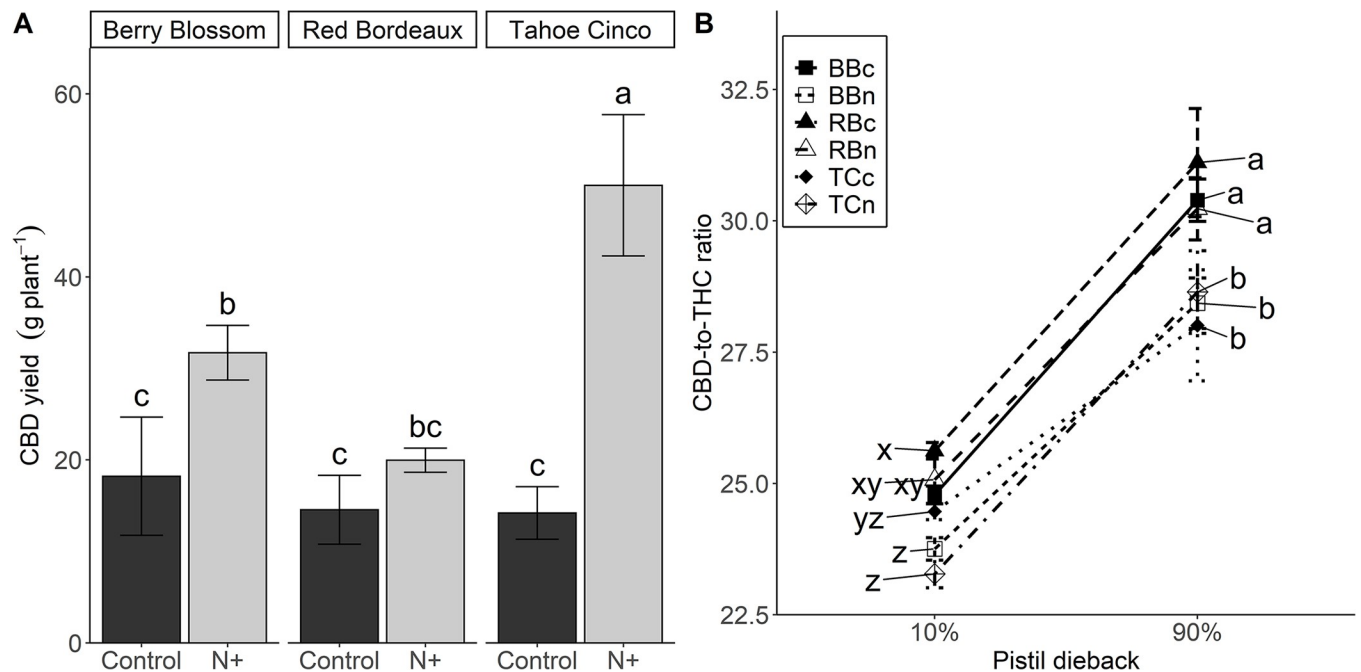 A
Berry Blossom
Red Bordeaux
Tahoe Cinco
CBD yield (g plant⁻¹)
60
40
20
0
c
b
c
bc
c
a
Control
N+
Control
N+
Control
N+
B
BBc
BBn
RBc
RBn
TCc
TCn
CBD-to-THC ratio
32.5
30.0
27.5
25.0
22.5
x
xy
xy
yz
z
z
a
a
a
b
b
b
10%
90%
Pistil dieback